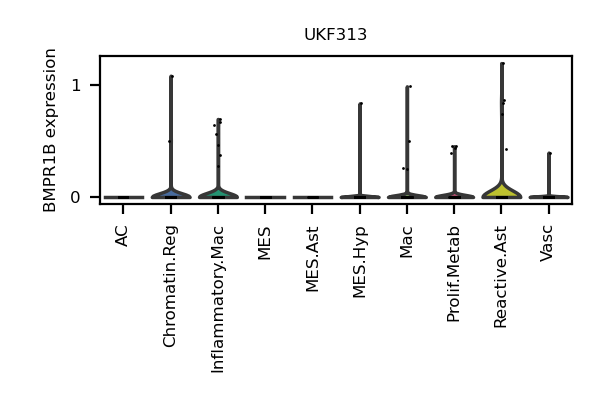 UKF313
BMPR1B expression
1
0
AC
Chromatin.Reg
Inflammatory.Mac
MES
MES.Ast
MES.Hyp
Mac
Prolif.Metab
Reactive.Ast
Vasc